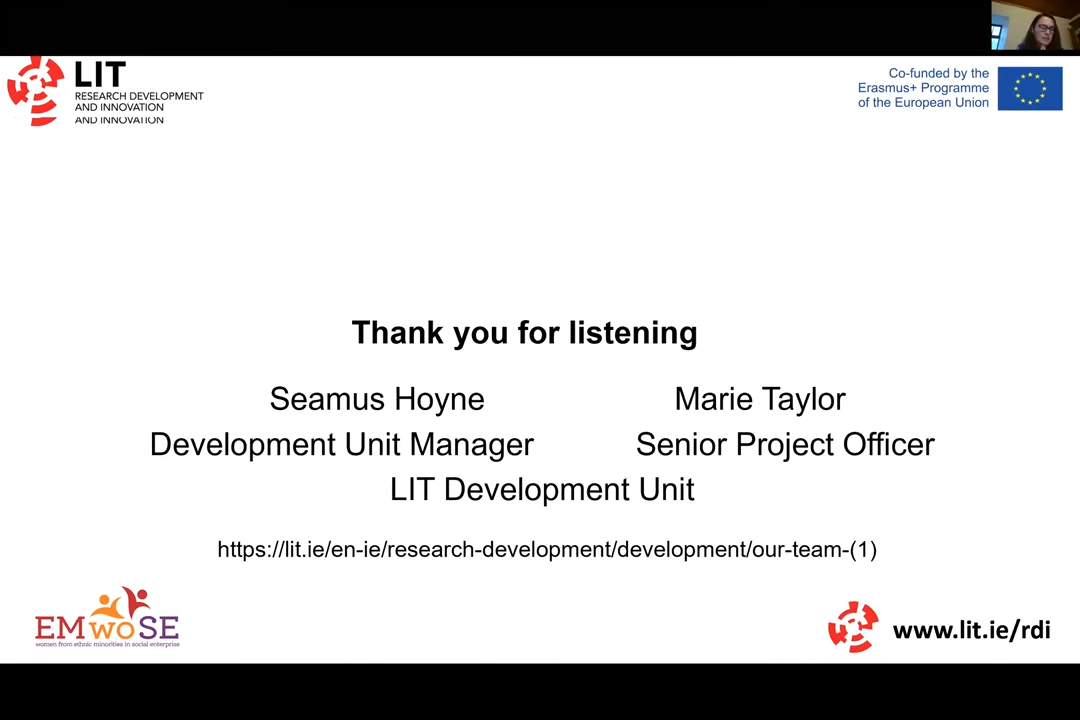 LIT
RESEARCH DEVELOPMENT
AND INNOVATION
AND INNOVATION
Co-funded by the
Erasmus+ Programme
of the European Union
Thank you for listening
Seamus Hoyne
Marie Taylor
Development Unit Manager
Senior Project Officer
LIT Development Unit
https://lit.ie/en-ie/research-development/development/our-team-(1)
EMwoSE
women from ethnic minorities in social enterprise
www.lit.ie/rdi